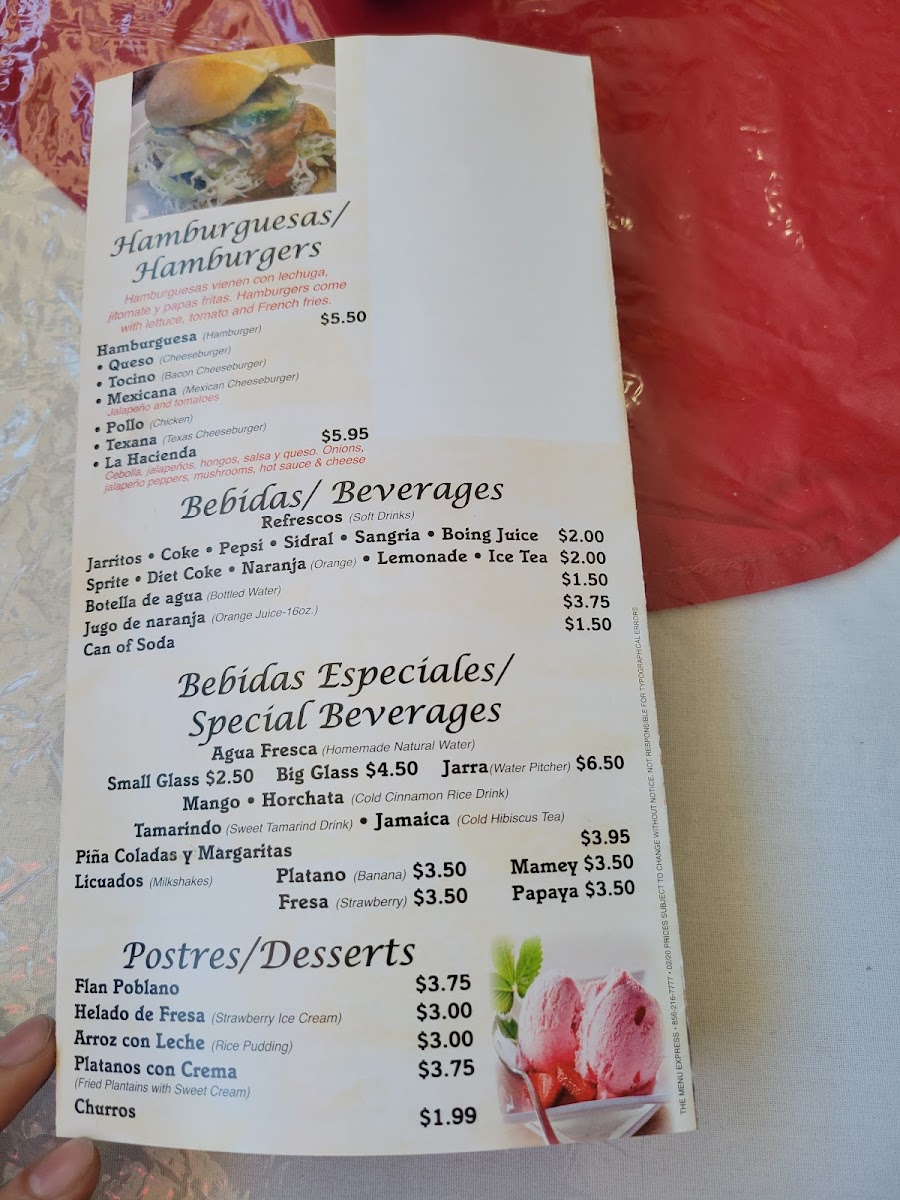 Hamburguesas/
Hamburgers
Hamburguesas vienen con lechuga,
jitomate y papas fritas. Hamburgers come
with lettuce, tomato and French fries.
Hamburguesa (Hamburger) $5.50
• Queso (Cheeseburger)
• Tocino (Bacon Cheeseburger)
• Mexicana (Mexican Cheeseburger)
Jalapeño and tomatoes
• Pollo (Chicken)
• Texana (Texas Cheeseburger)
• La Hacienda $5.95
Cebolla, jalapeños, hongos, salsa y queso. Onions,
jalapeño peppers, mushrooms, hot sauce & cheese
Bebidas/ Beverages
Refrescos (Soft Drinks)
Jarritos • Coke • Pepsi • Sidral • Sangria • Boing Juice $2.00
Sprite • Diet Coke • Naranja (Orange) • Lemonade • Ice Tea $2.00
Botella de agua (Bottled Water) $1.50
Jugo de naranja (Orange Juice-16oz.) $3.75
Can of Soda $1.50
Bebidas Especiales/
Special Beverages
Agua Fresca (Homemade Natural Water)
Small Glass $2.50 Big Glass $4.50 Jarra(Water Pitcher) $6.50
Mango • Horchata (Cold Cinnamon Rice Drink)
Tamarindo (Sweet Tamarind Drink) • Jamaica (Cold Hibiscus Tea)
Piña Coladas y Margaritas $3.95
Licuados (Milkshakes) Platano (Banana) $3.50 Mamey $3.50
Fresa (Strawberry) $3.50 Papaya $3.50
Postres/Desserts
Flan Poblano $3.75
Helado de Fresa (Strawberry Ice Cream) $3.00
Arroz con Leche (Rice Pudding) $3.00
Platanos con Crema $3.75
(Fried Plantains with Sweet Cream)
Churros $1.99
THE MENU EXPRESS • 856-216-7777 • 02/20 PRICES SUBJECT TO CHANGE WITHOUT NOTICE. NOT RESPONSIBLE FOR TYPOGRAPHICAL ERRORS.